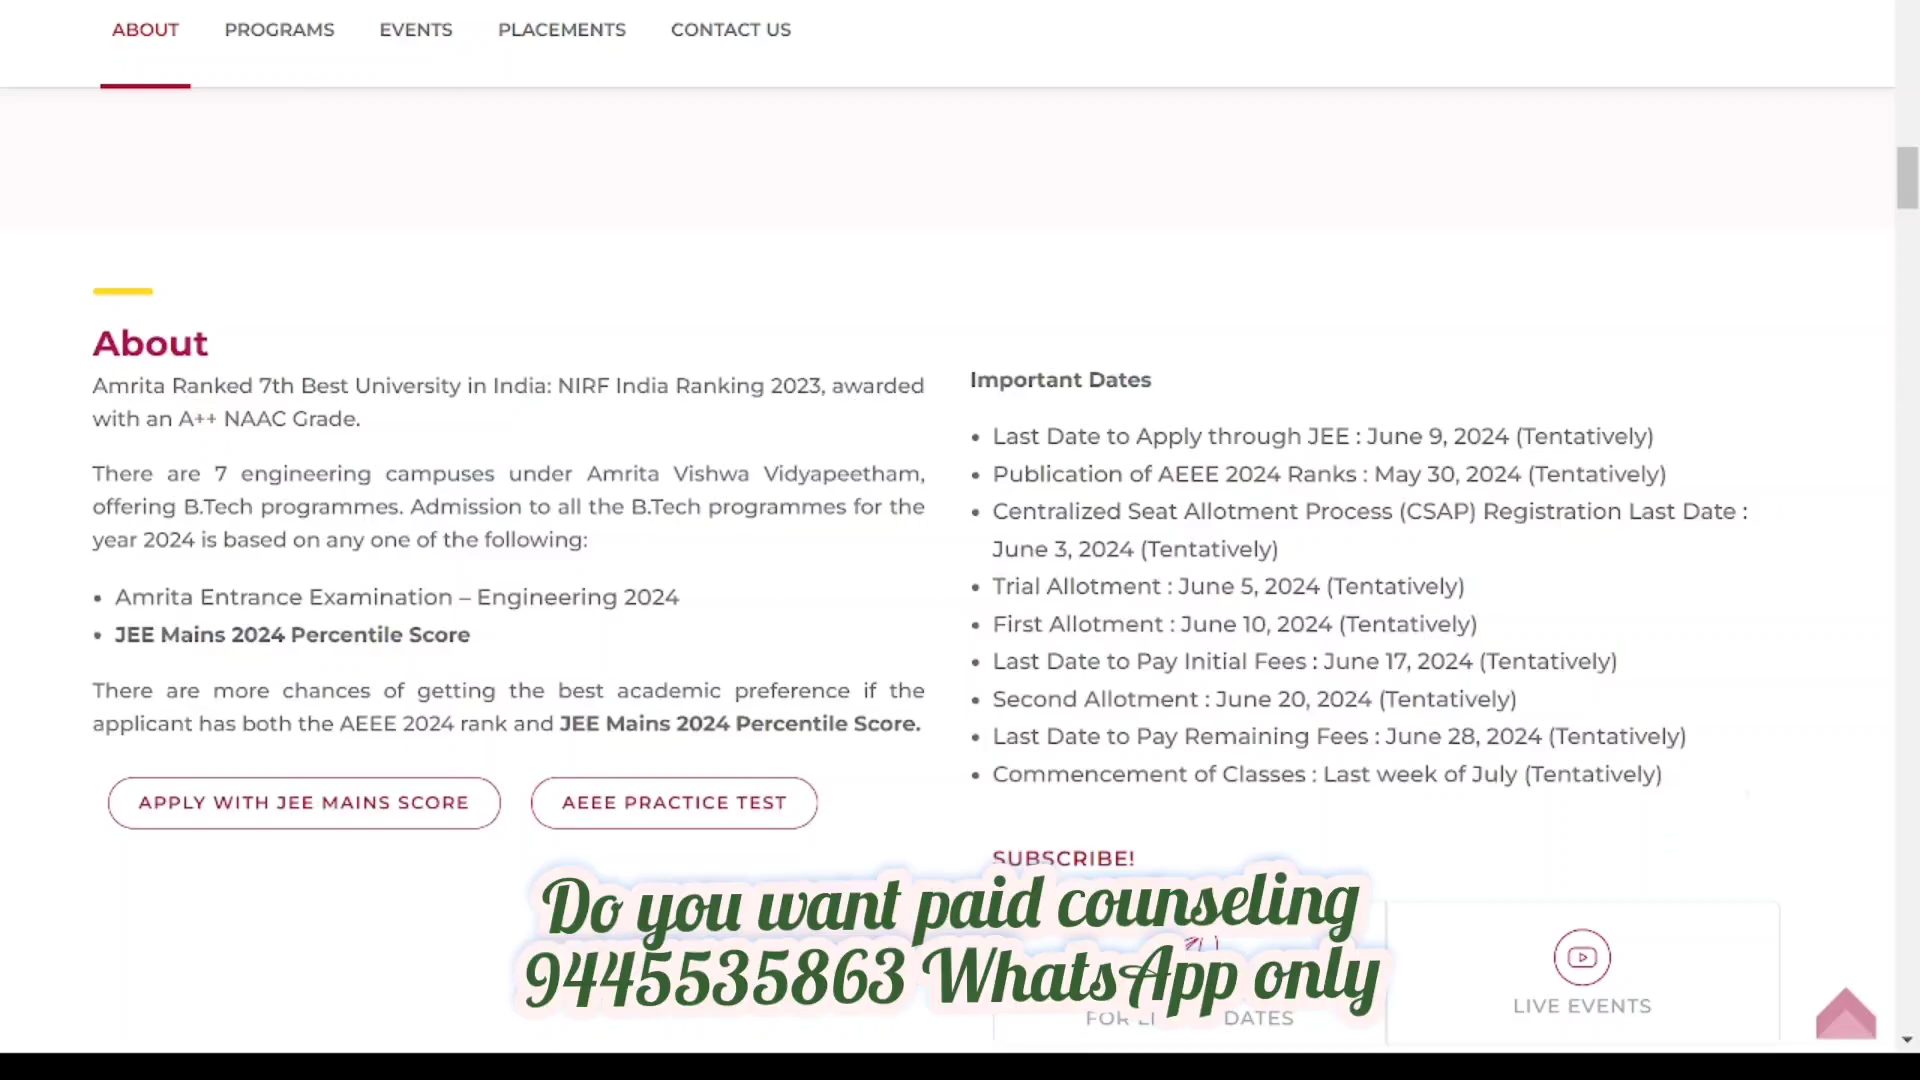 ABOUT PROGRAMS EVENTS PLACEMENTS CONTACT US
About
Amrita Ranked 7th Best University in India: NIRF India Ranking 2023, awarded
with an A++ NAAC Grade.
There are 7 engineering campuses under Amrita Vishwa Vidyapeetham,
offering B.Tech programmes. Admission to all the B.Tech programmes for the
year 2024 is based on any one of the following:
• Amrita Entrance Examination – Engineering 2024
• JEE Mains 2024 Percentile Score
There are more chances of getting the best academic preference if the
applicant has both the AEEE 2024 rank and JEE Mains 2024 Percentile Score.
APPLY WITH JEE MAINS SCORE AEEE PRACTICE TEST
Important Dates
• Last Date to Apply through JEE : June 9, 2024 (Tentatively)
• Publication of AEEE 2024 Ranks : May 30, 2024 (Tentatively)
• Centralized Seat Allotment Process (CSAP) Registration Last Date :
June 3, 2024 (Tentatively)
• Trial Allotment : June 5, 2024 (Tentatively)
• First Allotment : June 10, 2024 (Tentatively)
• Last Date to Pay Initial Fees : June 17, 2024 (Tentatively)
• Second Allotment : June 20, 2024 (Tentatively)
• Last Date to Pay Remaining Fees : June 28, 2024 (Tentatively)
• Commencement of Classes : Last week of July (Tentatively)
SUBSCRIBE!
Do you want paid counseling
9445535863 WhatsApp only
FOR DATES
LIVE EVENTS